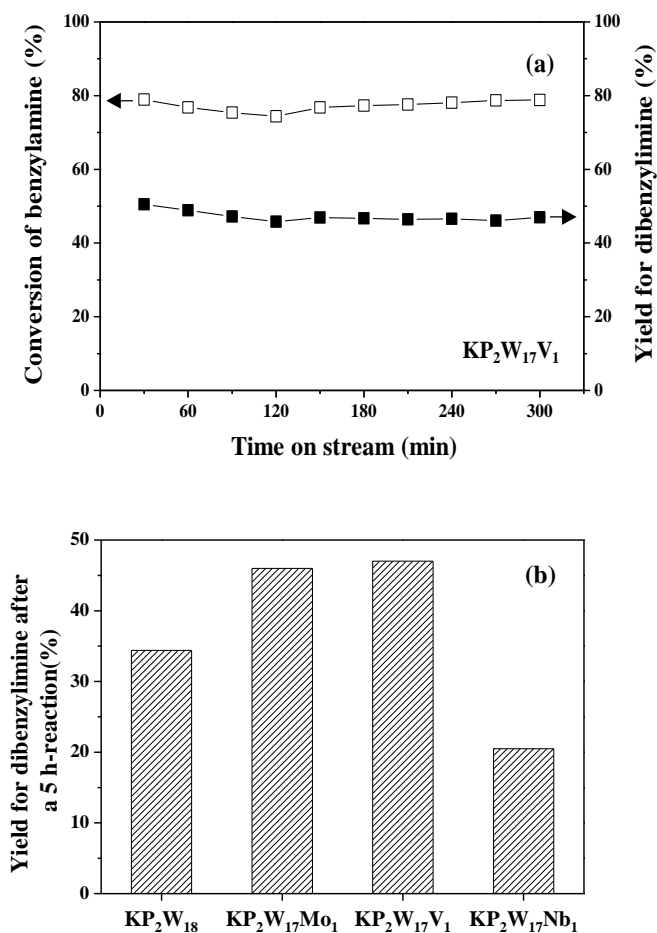 (a)
Conversion of benzylamine (%)
100
80
60
40
20
0
Yield for dibenzylimine (%)
100
80
60
40
20
0
KP₂W₁₇V₁
0 60 120 180 240 300
Time on stream (min)
(b)
Yield for dibenzylimine after
a 5 h-reaction(%)
50
40
30
20
10
0
KP₂W₁₈ KP₂W₁₇Mo₁ KP₂W₁₇V₁ KP₂W₁₇Nb₁